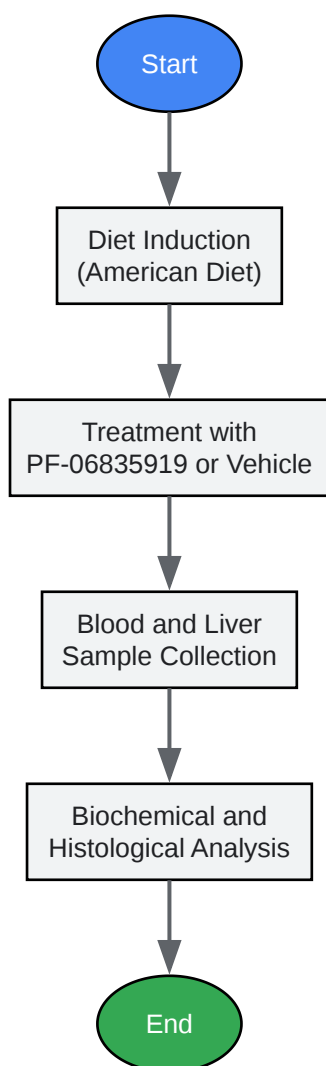 Start
Diet Induction
(American Diet)
Treatment with
PF-06835919 or Vehicle
Blood and Liver
Sample Collection
Biochemical and
Histological Analysis
End